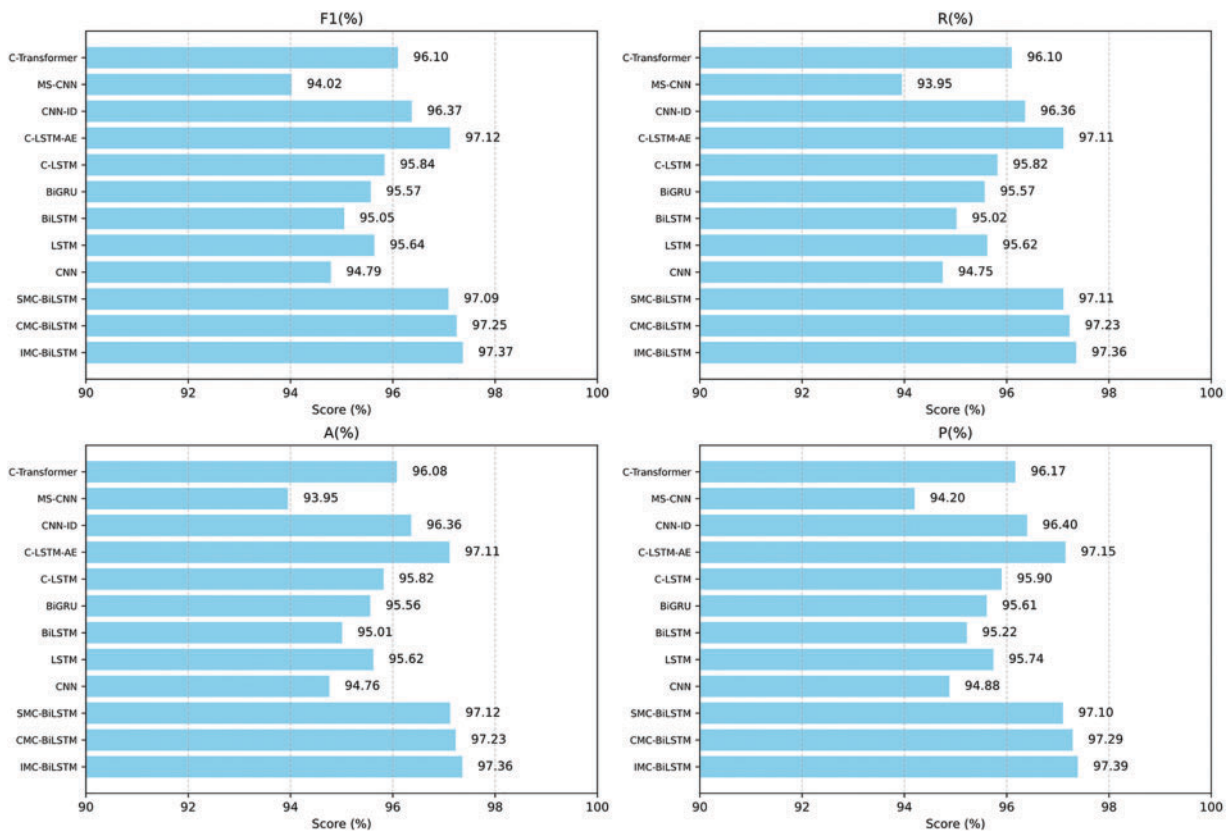 F1(%)
C-Transformer 96.10
MS-CNN 94.02
CNN-ID 96.37
C-LSTM-AE 97.12
C-LSTM 95.84
BiGRU 95.57
BiLSTM 95.05
LSTM 95.64
CNN 94.79
SMC-BiLSTM 97.09
CMC-BiLSTM 97.25
IMC-BiLSTM 97.37
90 92 94 96 98 100
Score (%)
R(%)
C-Transformer 96.10
MS-CNN 93.95
CNN-ID 96.36
C-LSTM-AE 97.11
C-LSTM 95.82
BiGRU 95.57
BiLSTM 95.02
LSTM 95.62
CNN 94.75
SMC-BiLSTM 97.11
CMC-BiLSTM 97.23
IMC-BiLSTM 97.36
90 92 94 96 98 100
Score (%)
A(%)
C-Transformer 96.08
MS-CNN 93.95
CNN-ID 96.36
C-LSTM-AE 97.11
C-LSTM 95.82
BiGRU 95.56
BiLSTM 95.01
LSTM 95.62
CNN 94.76
SMC-BiLSTM 97.12
CMC-BiLSTM 97.23
IMC-BiLSTM 97.36
90 92 94 96 98 100
Score (%)
P(%)
C-Transformer 96.17
MS-CNN 94.20
CNN-ID 96.40
C-LSTM-AE 97.15
C-LSTM 95.90
BiGRU 95.61
BiLSTM 95.22
LSTM 95.74
CNN 94.88
SMC-BiLSTM 97.10
CMC-BiLSTM 97.29
IMC-BiLSTM 97.39
90 92 94 96 98 100
Score (%)